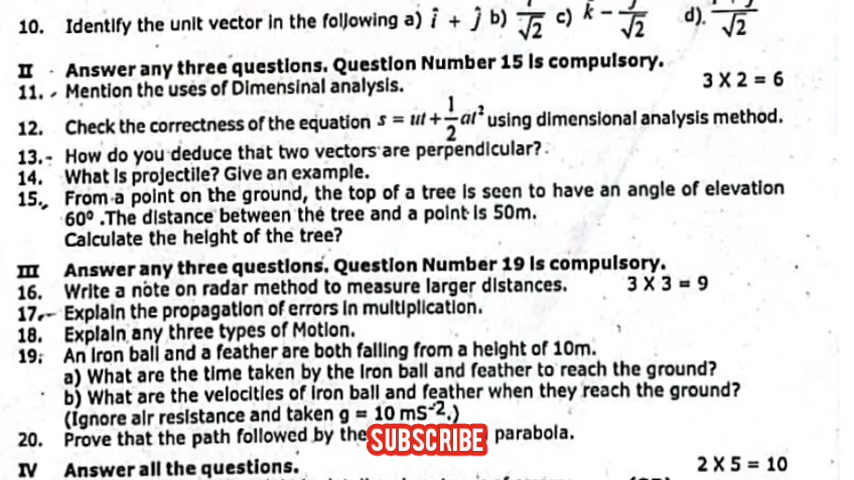 10. Identify the unit vector in the following a) î + ĵ b) /√2 c) k̂ − /√2 d). /√2
II Answer any three questions. Question Number 15 is compulsory.
11. Mention the uses of Dimensinal analysis. 3 X 2 = 6
12. Check the correctness of the equation s = ut + 1/2 at² using dimensional analysis method.
13. How do you deduce that two vectors are perpendicular?
14. What is projectile? Give an example.
15. From a point on the ground, the top of a tree is seen to have an angle of elevation
60° .The distance between the tree and a point is 50m.
Calculate the height of the tree?
III Answer any three questions. Question Number 19 is compulsory.
16. Write a note on radar method to measure larger distances. 3 X 3 = 9
17. Explain the propagation of errors in multiplication.
18. Explain any three types of Motion.
19. An iron ball and a feather are both falling from a height of 10m.
a) What are the time taken by the iron ball and feather to reach the ground?
b) What are the velocities of iron ball and feather when they reach the ground?
(Ignore air resistance and taken g = 10 mS⁻².)
20. Prove that the path followed by the SUBSCRIBE parabola.
IV Answer all the questions. 2 X 5 = 10